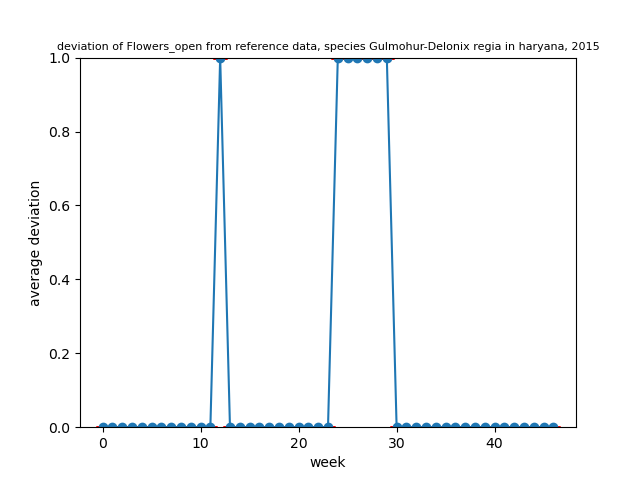 deviation of Flowers_open from reference data, species Gulmohur-Delonix regia in haryana, 2015
1.0
0.8
0.6
0.4
0.2
0.0
average deviation
0 10 20 30 40
week